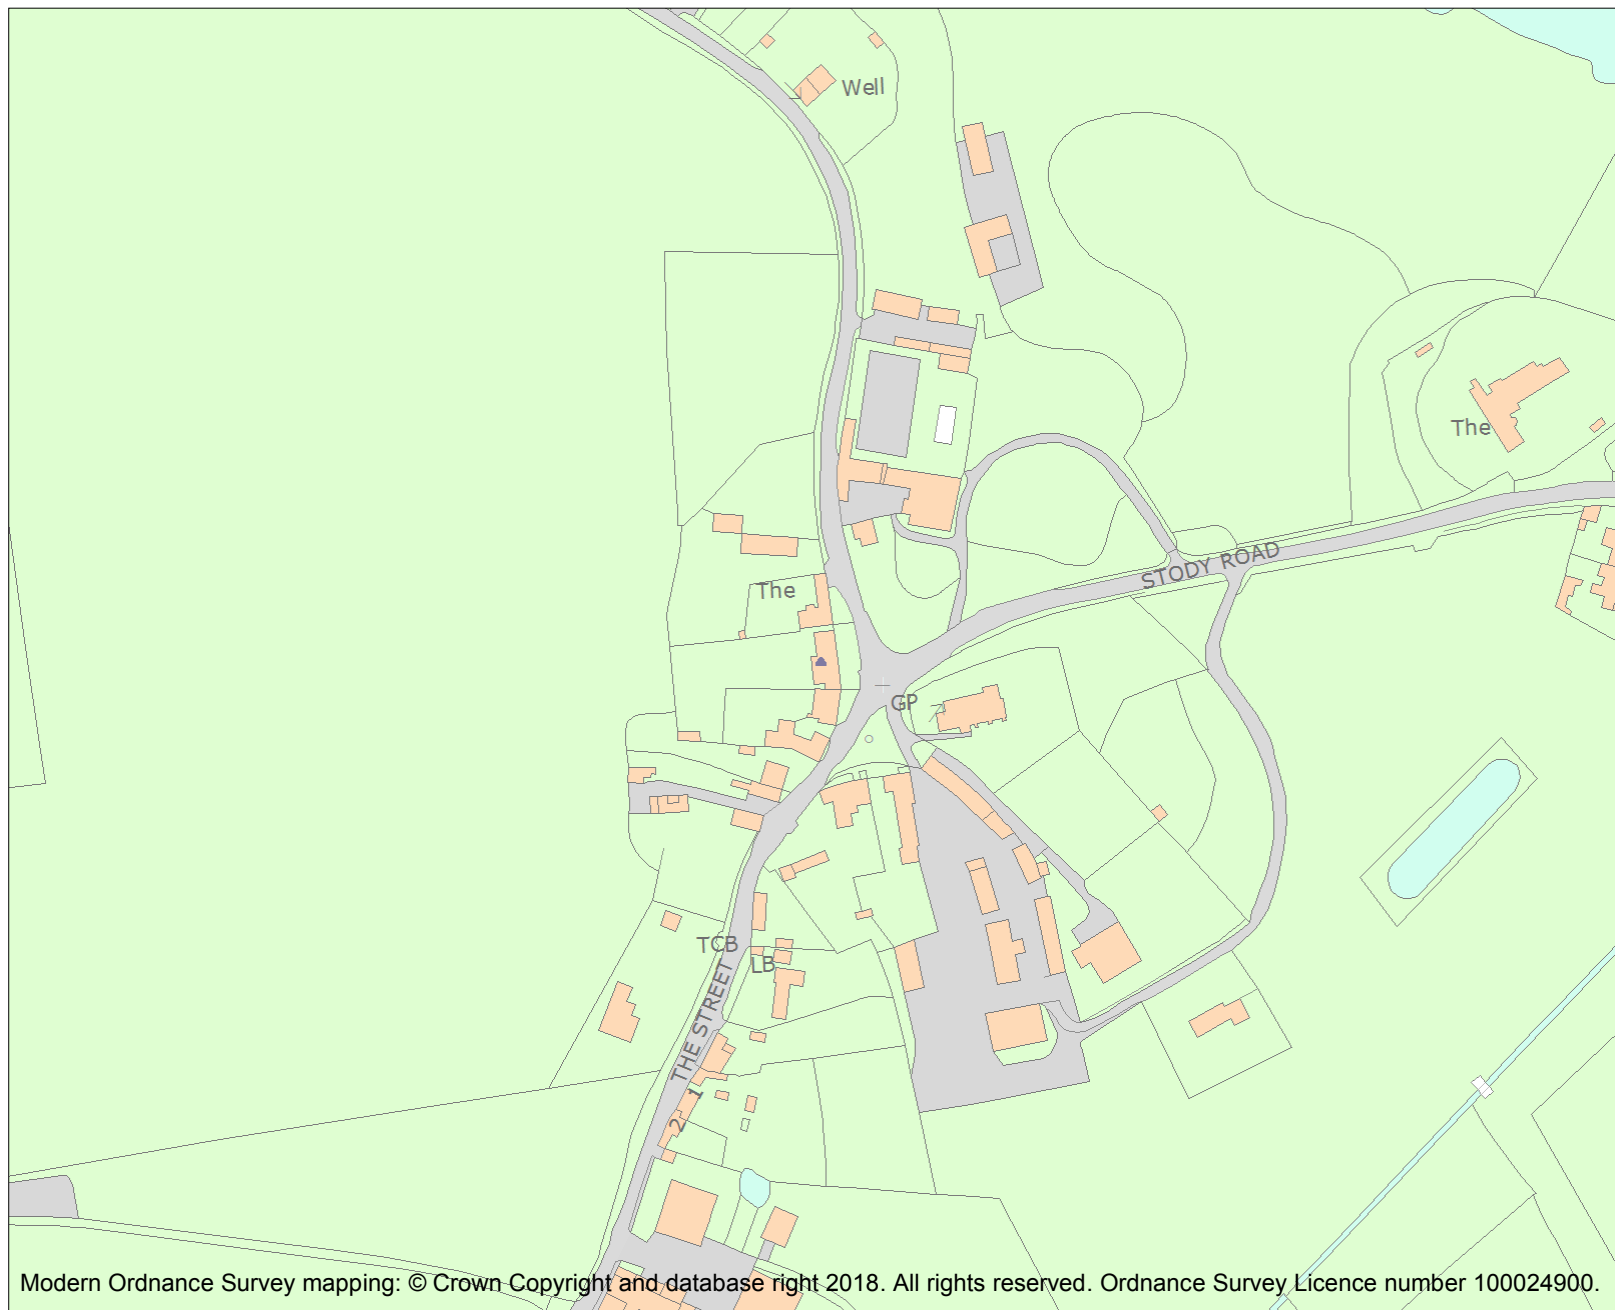 Well
The
STODY ROAD
The
GP
TCB
LB
THE STREET
1
2
Modern Ordnance Survey mapping: © Crown Copyright and database right 2018. All rights reserved. Ordnance Survey Licence number 100024900.